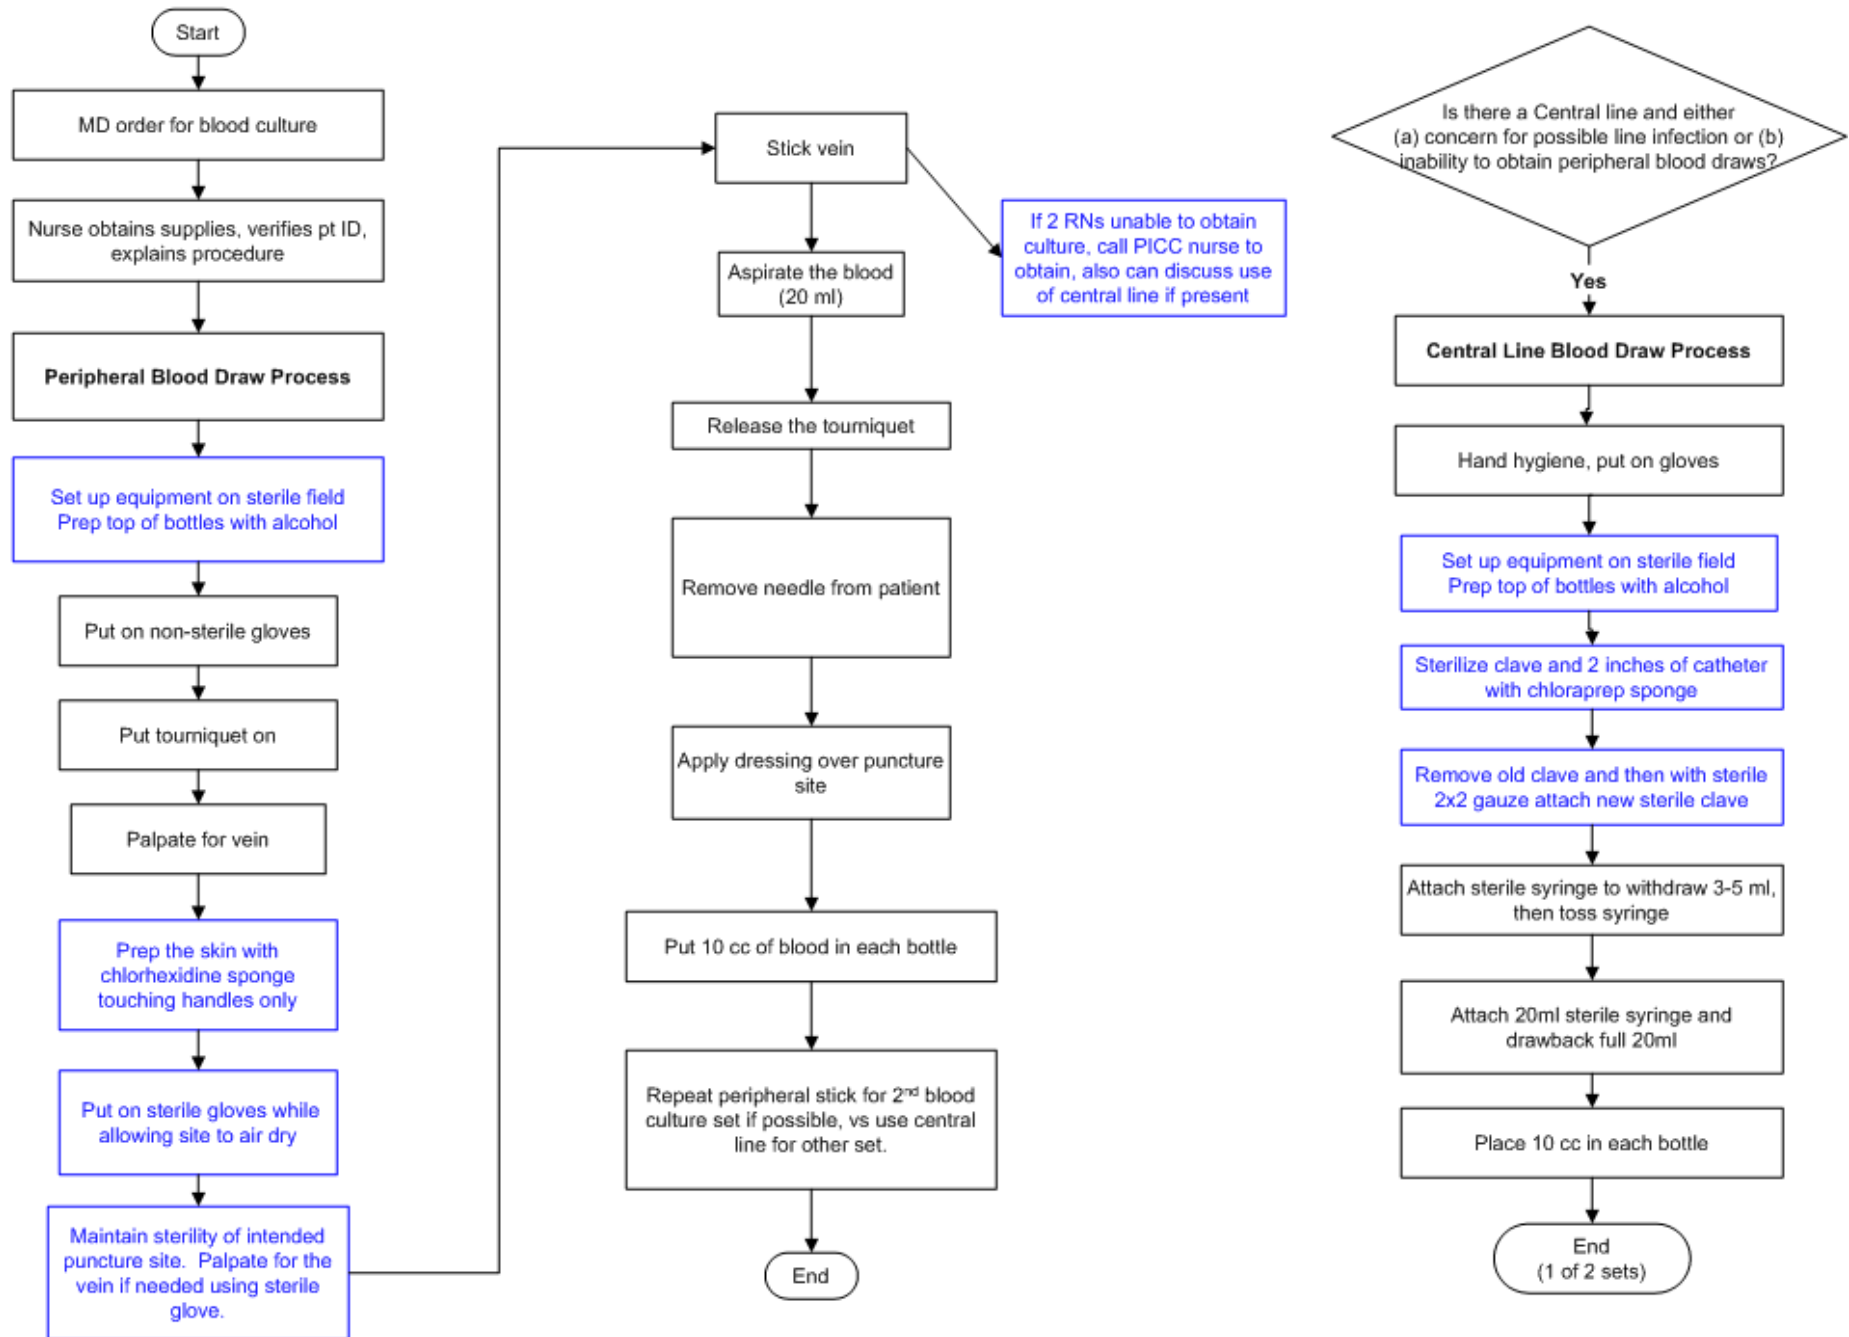 Start
MD order for blood culture
Nurse obtains supplies, verifies pt ID,
explains procedure
Peripheral Blood Draw Process
Set up equipment on sterile field
Prep top of bottles with alcohol
Put on non-sterile gloves
Put tourniquet on
Palpate for vein
Prep the skin with
chlorhexidine sponge
touching handles only
Put on sterile gloves while
allowing site to air dry
Maintain sterility of intended
puncture site.  Palpate for the
vein if needed using sterile
glove.
Stick vein
If 2 RNs unable to obtain
culture, call PICC nurse to
obtain, also can discuss use
of central line if present
Aspirate the blood
(20 ml)
Release the tourniquet
Remove needle from patient
Apply dressing over puncture
site
Put 10 cc of blood in each bottle
Repeat peripheral stick for 2nd blood
culture set if possible, vs use central
line for other set.
End
Is there a Central line and either
(a) concern for possible line infection or (b)
inability to obtain peripheral blood draws?
Yes
Central Line Blood Draw Process
Hand hygiene, put on gloves
Set up equipment on sterile field
Prep top of bottles with alcohol
Sterilize clave and 2 inches of catheter
with chloraprep sponge
Remove old clave and then with sterile
2x2 gauze attach new sterile clave
Attach sterile syringe to withdraw 3-5 ml,
then toss syringe
Attach 20ml sterile syringe and
drawback full 20ml
Place 10 cc in each bottle
End
(1 of 2 sets)